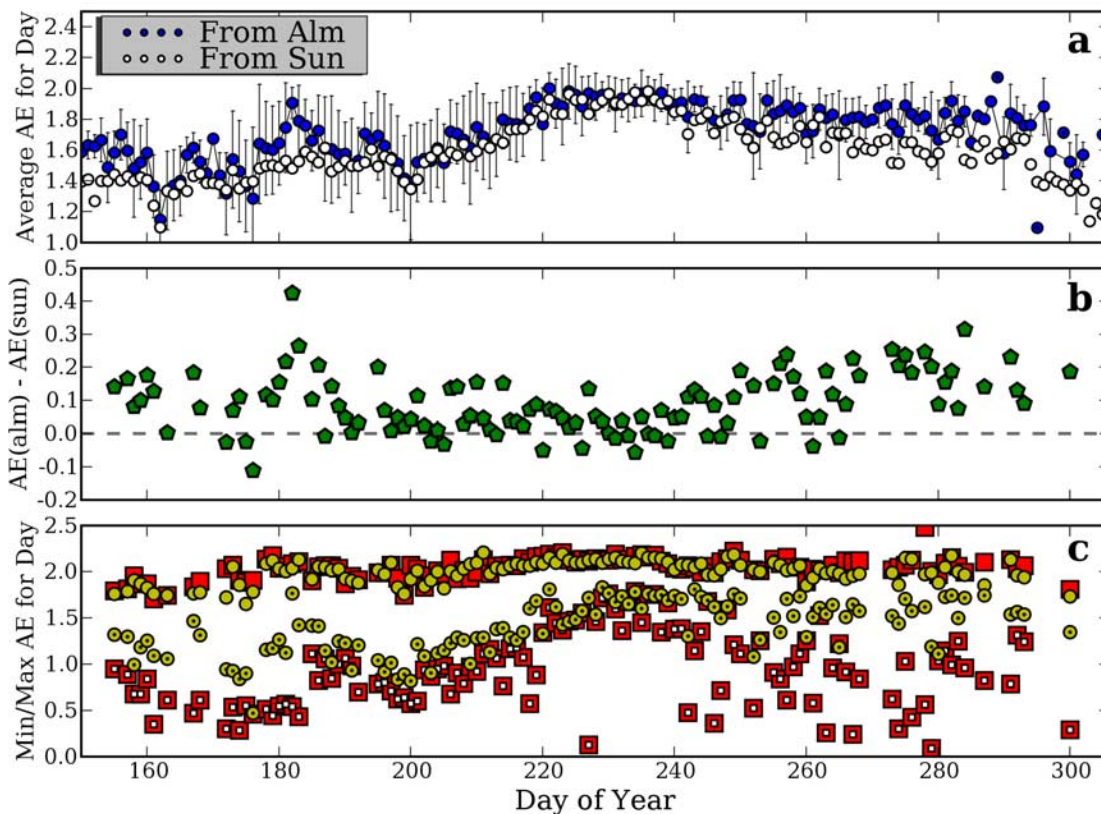 2.4
2.2
2.0
1.8
1.6
1.4
1.2
1.0
Average AE for Day
From Alm
From Sun
a
0.5
0.4
0.3
0.2
0.1
0.0
-0.1
-0.2
AE(alm) - AE(sun)
b
2.5
2.0
1.5
1.0
0.5
0.0
Min/Max AE for Day
c
160 180 200 220 240 260 280 300
Day of Year